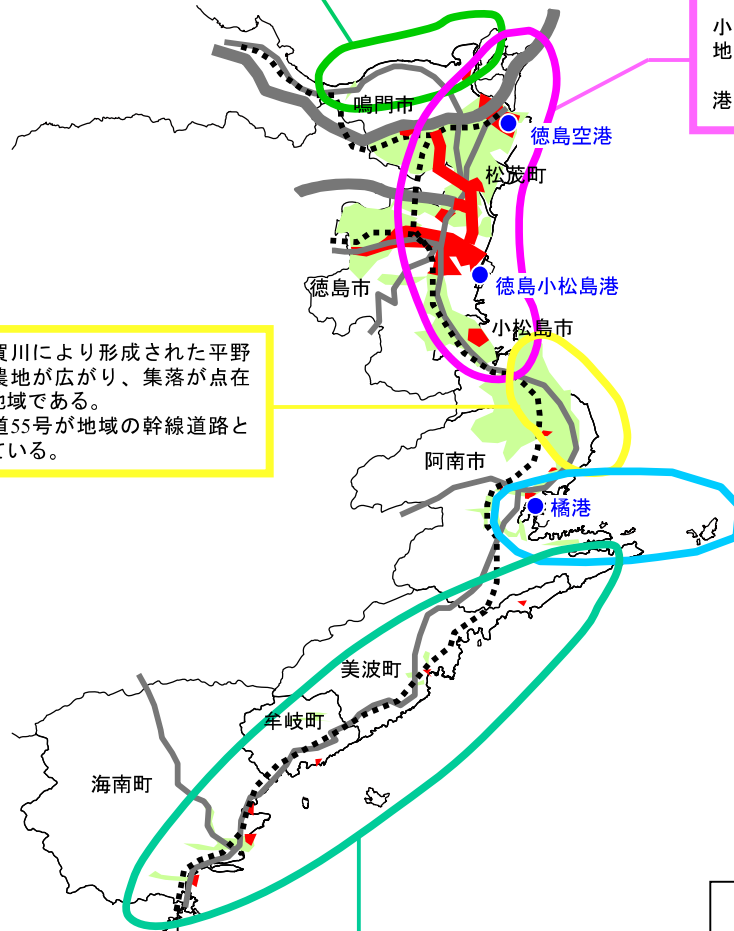 小
地
港
鳴門市
徳島空港
松茂町
徳島市
徳島小松島港
小松島市
賀川により形成された平野
農地が広がり、集落が点在
地域である。
道55号が地域の幹線道路と
ている。
阿南市
橘港
美波町
牟岐町
海南町